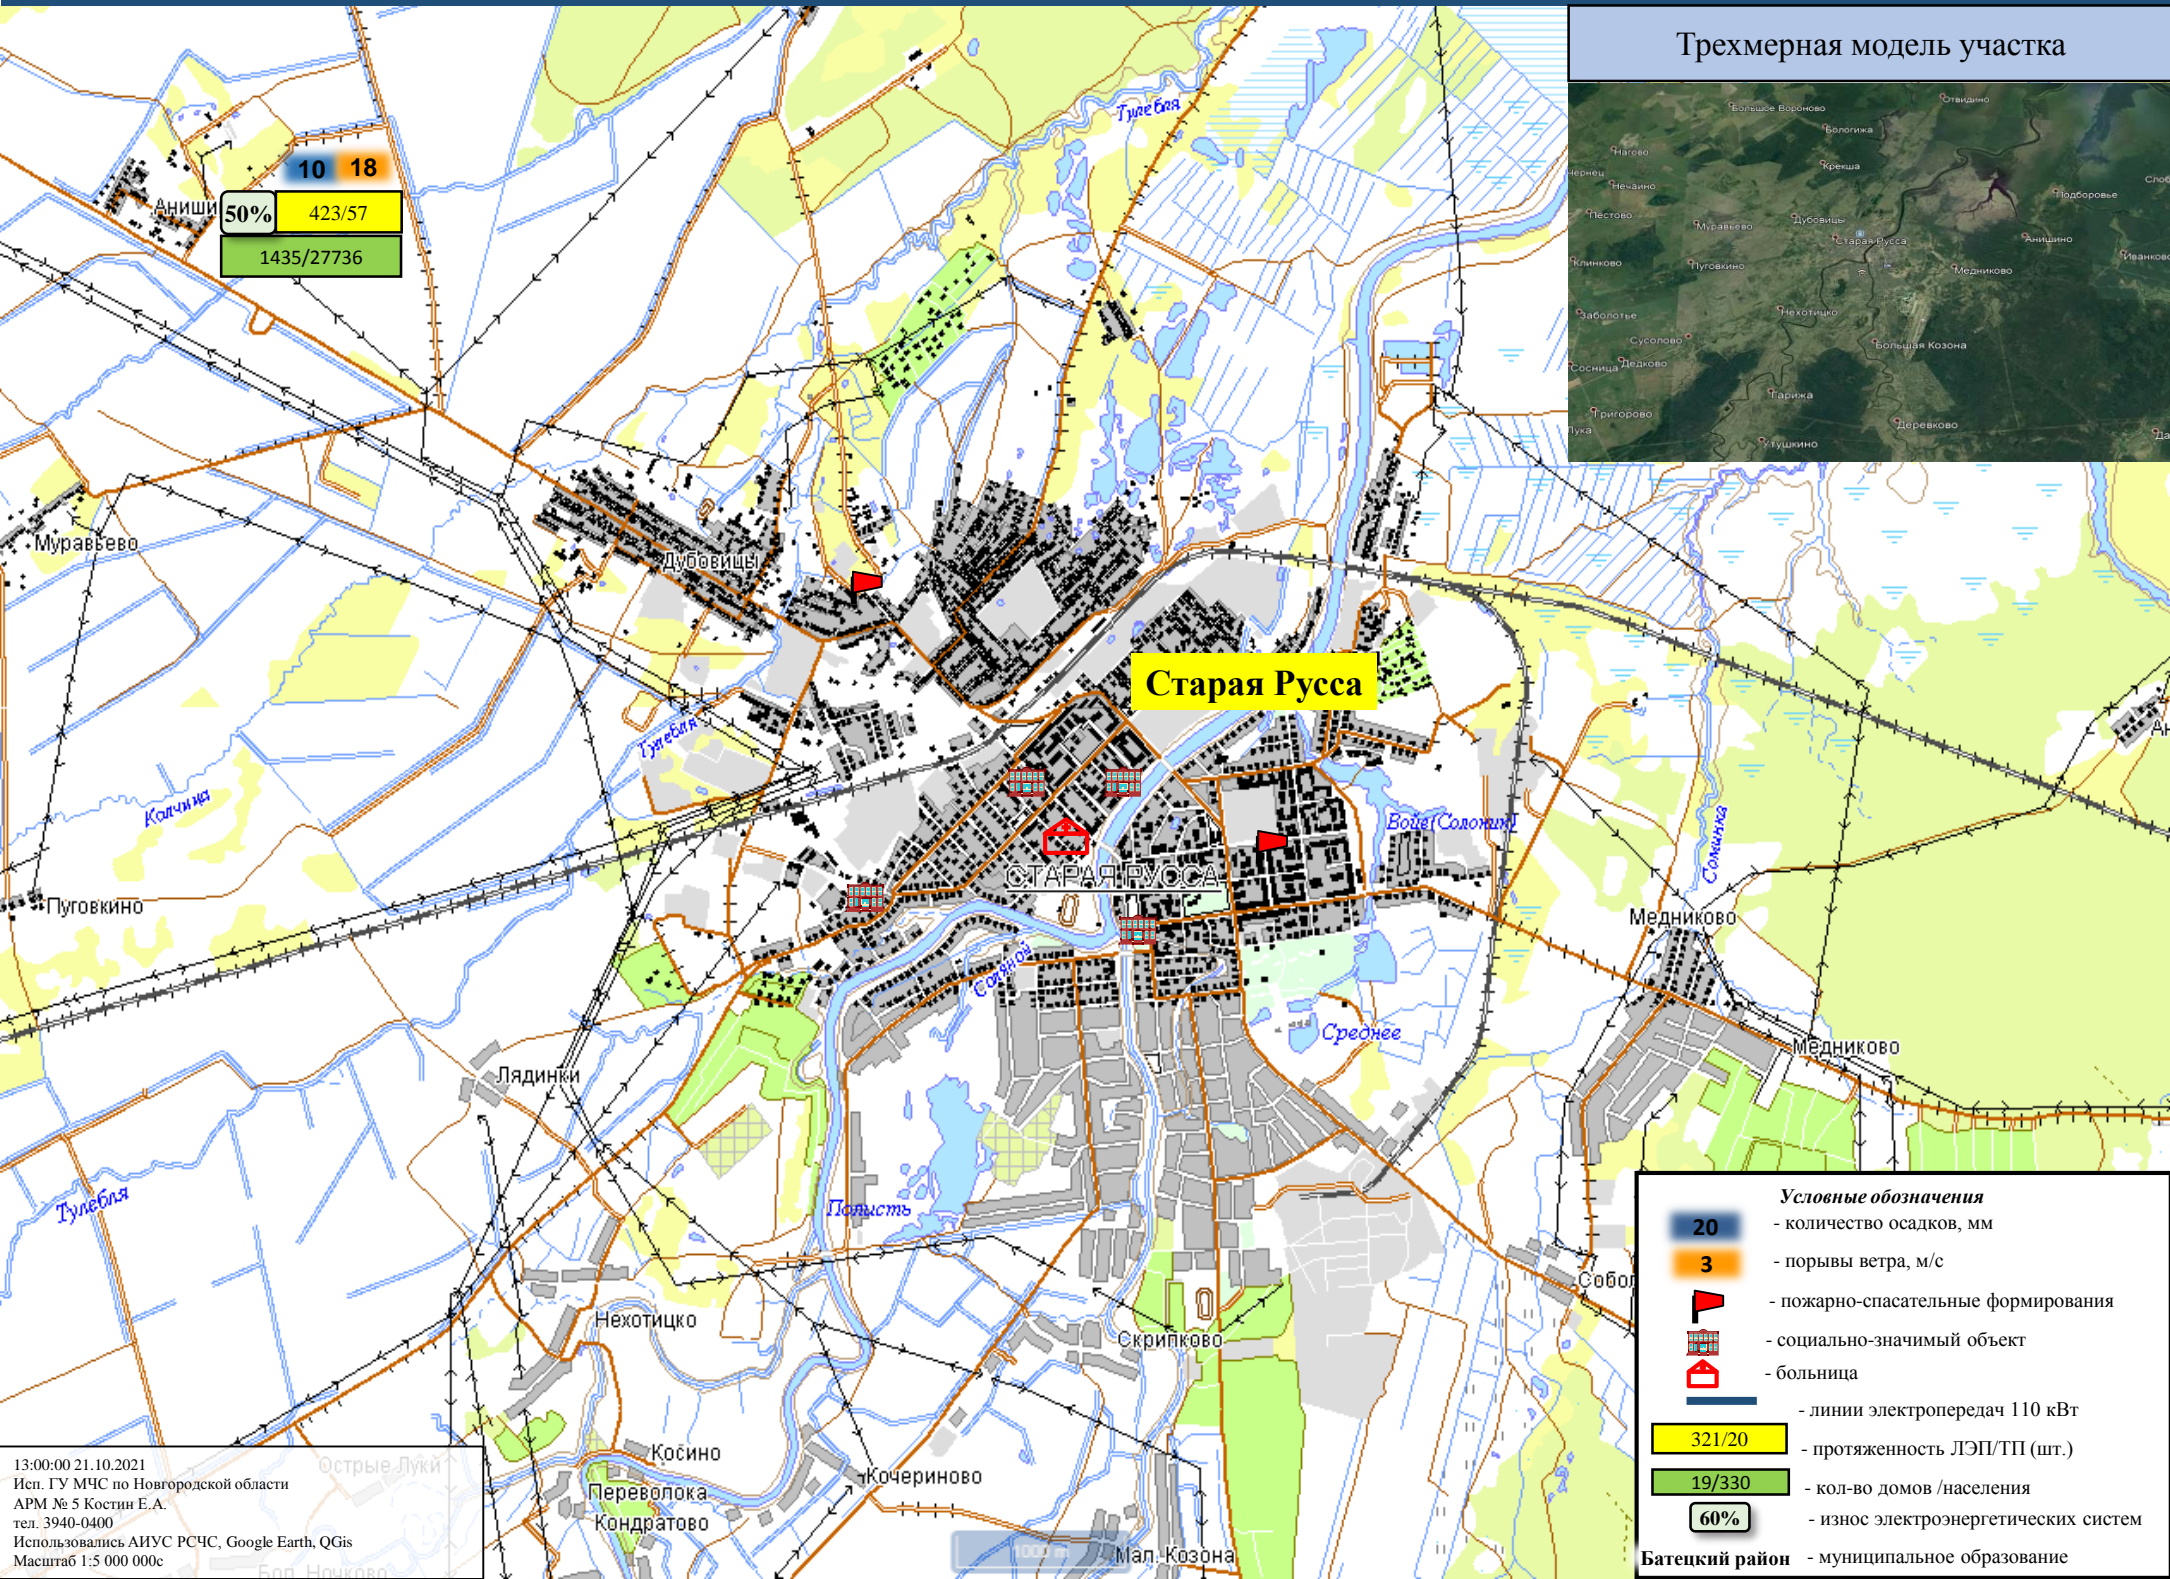 Трехмерная модель участка
Большое Вороново
Отвидино
Бологижа
Нагово
Крекша
Нечаино
Подборовье
Пестово
Дубовицы
Муравьево
Старая Русса
Анишино
Клинково
Пуговкино
Медниково
Иванково
Заболотье
Нехотицко
Сусолово
Большая Козона
Сосница
Дедково
Гарижа
Григорово
Деревково
Утушкино
Тулебля
10 18
Аниши
50% 423/57
1435/27736
Муравьево
Дубовицы
Старая Русса
Тулебля
Колчица
Войе(Солоник)
СТАРАЯ РУССА
Соминка
Пуговкино
Медниково
Соляной
Среднее
Медниково
Лядинки
Тулебля
Полисть
Соbol
Нехотицко
Скрипково
Острые Луки
Косино
Кочериново
Переволока
Кондратово
1000 m
Мал. Козона
Бол. Ночково
13:00:00 21.10.2021
Исп. ГУ МЧС по Новгородской области
АРМ № 5 Костин Е.А.
тел. 3940-0400
Использовались АИУС РСЧС, Google Earth, QGis
Масштаб 1:5 000 000с
Условные обозначения
20 - количество осадков, мм
3 - порывы ветра, м/с
- пожарно-спасательные формирования
- социально-значимый объект
- больница
- линии электропередач 110 кВт
321/20 - протяженность ЛЭП/ТП (шт.)
19/330 - кол-во домов /населения
60% - износ электроэнергетических систем
Батецкий район - муниципальное образование